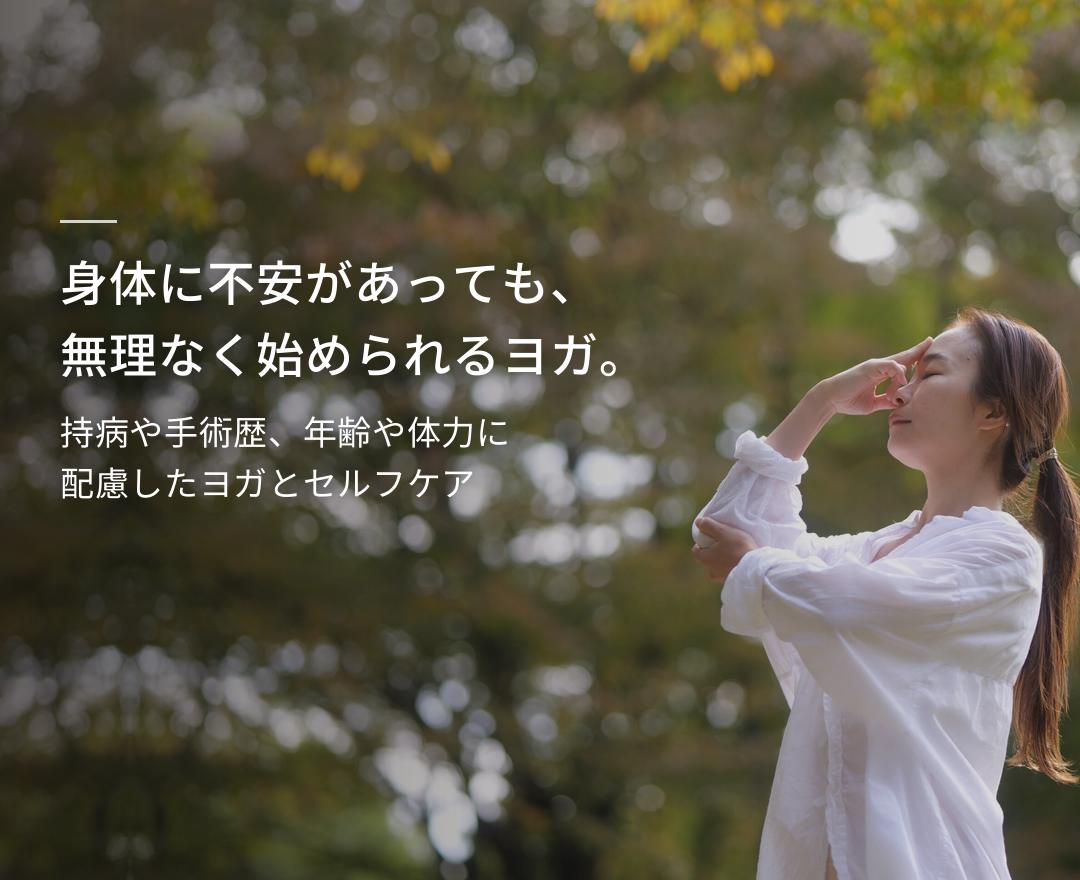 身体に不安があっても、
無理なく始められるヨガ。
持病や手術歴、年齢や体力に
配慮したヨガとセルフケア